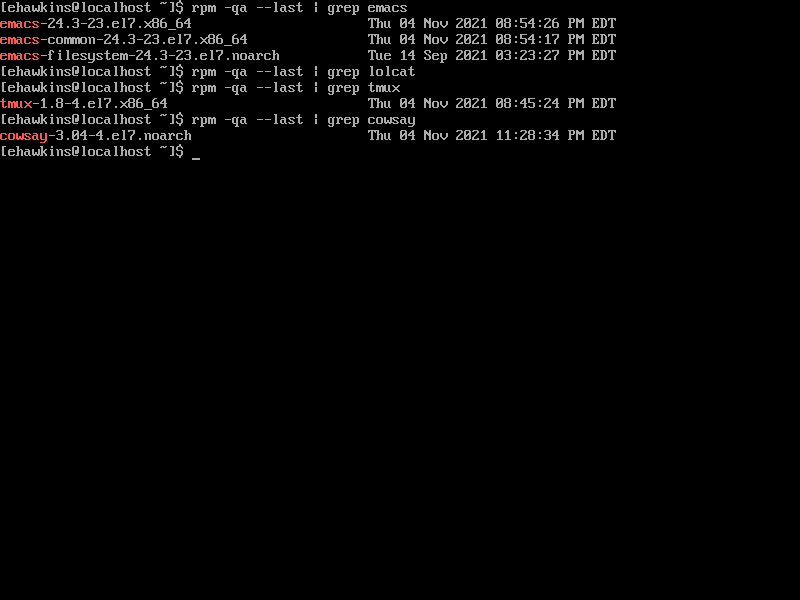 [ehawkins@localhost ~]$ rpm -qa --last | grep emacs
emacs-24.3-23.el7.x86_64                      Thu 04 Nov 2021 08:54:26 PM EDT
emacs-common-24.3-23.el7.x86_64               Thu 04 Nov 2021 08:54:17 PM EDT
emacs-filesystem-24.3-23.el7.noarch           Tue 14 Sep 2021 03:23:27 PM EDT
[ehawkins@localhost ~]$ rpm -qa --last | grep lolcat
[ehawkins@localhost ~]$ rpm -qa --last | grep tmux
tmux-1.8-4.el7.x86_64                         Thu 04 Nov 2021 08:45:24 PM EDT
[ehawkins@localhost ~]$ rpm -qa --last | grep cowsay
cowsay-3.04-4.el7.noarch                      Thu 04 Nov 2021 11:28:34 PM EDT
[ehawkins@localhost ~]$ _